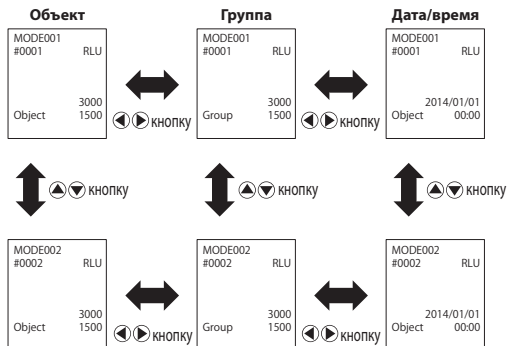 Объект Группа Дата/время
MODE001 MODE001 MODE001
#0001 RLU #0001 RLU #0001 RLU
3000 3000 2014/01/01
Object 1500 Group 1500 Object 00:00
кнопку кнопку
кнопку кнопку кнопку
MODE002 MODE002 MODE002
#0002 RLU #0002 RLU #0002 RLU
3000 3000 2014/01/01
Object 1500 Group 1500 Object 00:00
кнопку кнопку